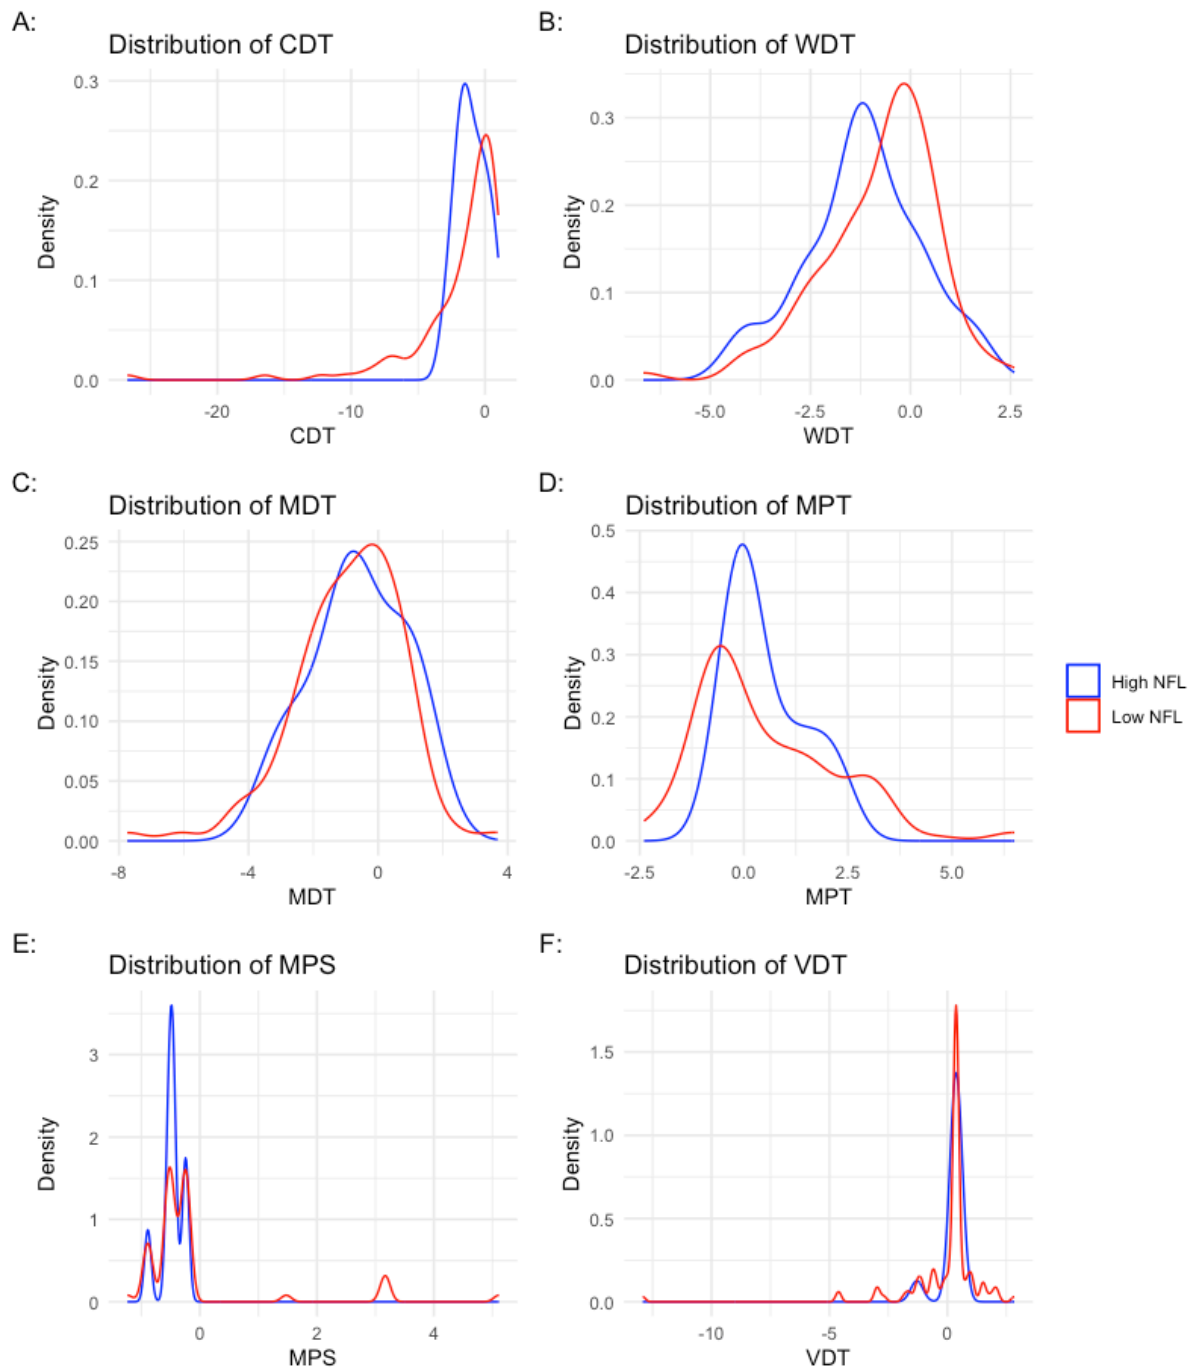 A:
Distribution of CDT
0.3
0.2
0.1
0.0
Density
-20
-10
0
CDT
B:
Distribution of WDT
0.3
0.2
0.1
0.0
Density
-5.0
-2.5
0.0
2.5
WDT
C:
Distribution of MDT
0.25
0.20
0.15
0.10
0.05
0.00
Density
-8
-4
0
4
MDT
D:
Distribution of MPT
0.5
0.4
0.3
0.2
0.1
0.0
Density
-2.5
0.0
2.5
5.0
MPT
High NFL
Low NFL
E:
Distribution of MPS
3
2
1
0
Density
0
2
4
MPS
F:
Distribution of VDT
1.5
1.0
0.5
0.0
Density
-10
-5
0
VDT